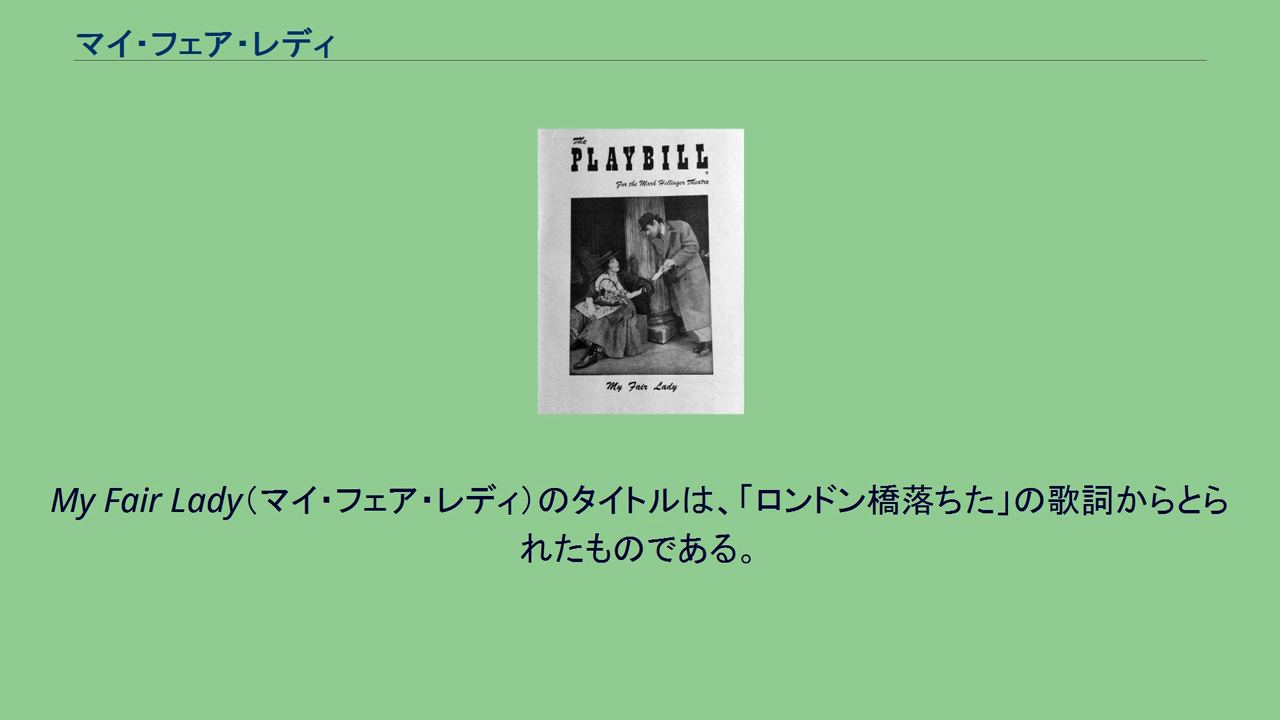 マイ・フェア・レディ
The
PLAYBILL
For the Mark Hellinger Theatre
My Fair Lady
My Fair Lady（マイ・フェア・レディ）のタイトルは、「ロンドン橋落ちた」の歌詞からとら
れたものである。